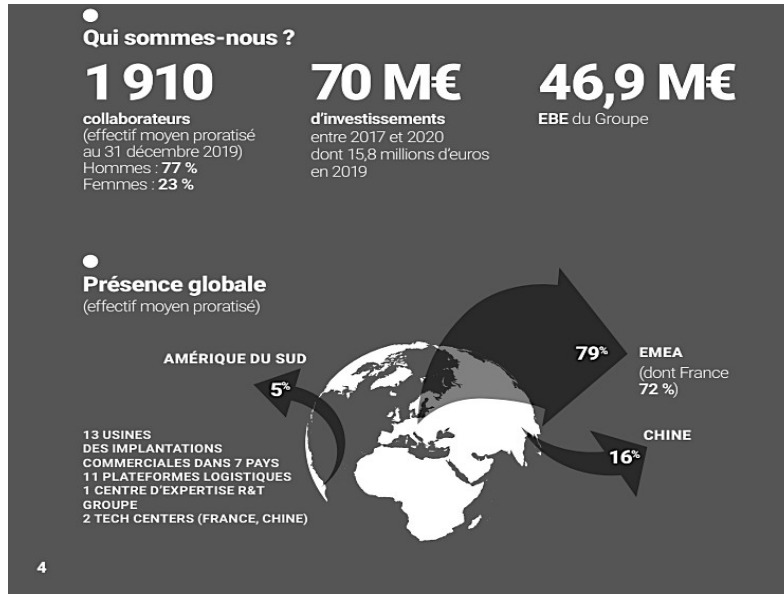 Qui sommes-nous ?
1 910
collaborateurs
(effectif moyen proratisé
au 31 décembre 2019)
Hommes : 77 %
Femmes : 23 %
70 M€
d'investissements
entre 2017 et 2020
dont 15,8 millions d'euros
en 2019
46,9 M€
EBE du Groupe
Présence globale
(effectif moyen proratisé)
AMÉRIQUE DU SUD
5%
79%
EMEA
(dont France
72 %)
CHINE
16%
13 USINES
DES IMPLANTATIONS
COMMERCIALES DANS 7 PAYS
11 PLATEFORMES LOGISTIQUES
1 CENTRE D'EXPERTISE R&T
GROUPE
2 TECH CENTERS (FRANCE, CHINE)
4